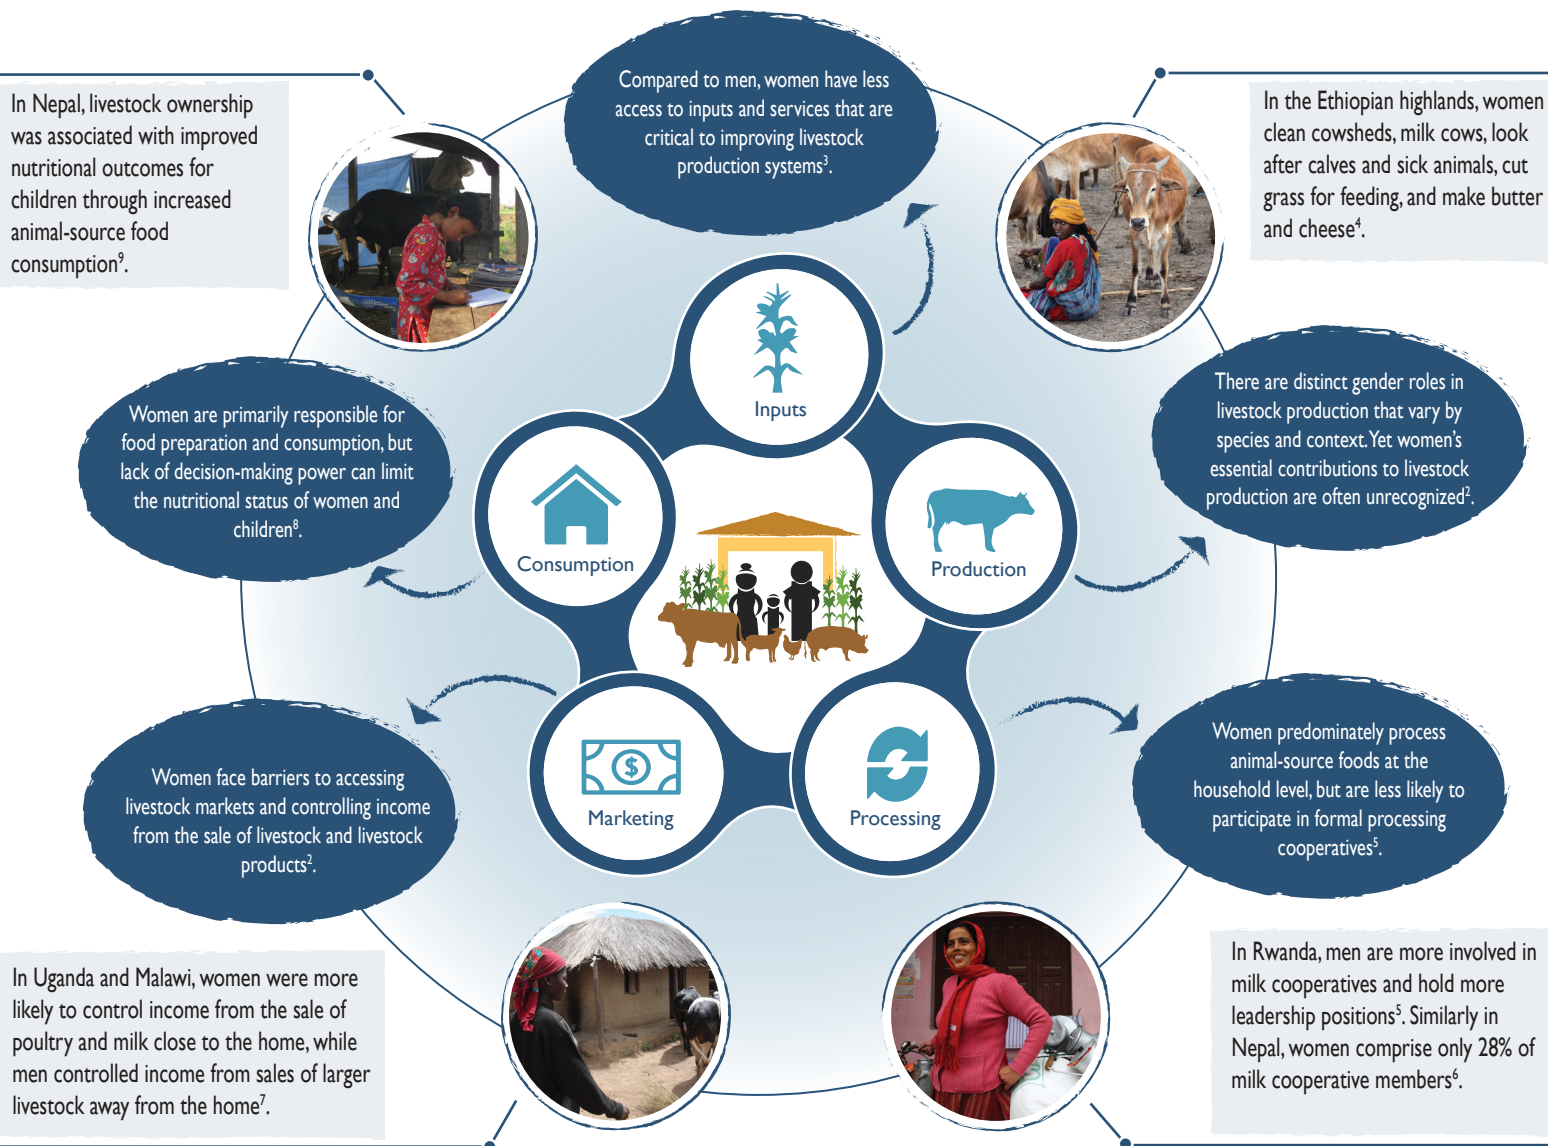 In Nepal, livestock ownership
was associated with improved
nutritional outcomes for
children through increased
animal-source food
consumption⁹.
Compared to men, women have less
access to inputs and services that are
critical to improving livestock
production systems³.
In the Ethiopian highlands, women
clean cowsheds, milk cows, look
after calves and sick animals, cut
grass for feeding, and make butter
and cheese⁴.
Inputs
Women are primarily responsible for
food preparation and consumption, but
lack of decision-making power can limit
the nutritional status of women and
children⁸.
Consumption
Production
There are distinct gender roles in
livestock production that vary by
species and context. Yet women's
essential contributions to livestock
production are often unrecognized².
Women face barriers to accessing
livestock markets and controlling income
from the sale of livestock and livestock
products².
$
Marketing
Processing
Women predominately process
animal-source foods at the
household level, but are less likely to
participate in formal processing
cooperatives⁵.
In Uganda and Malawi, women were more
likely to control income from the sale of
poultry and milk close to the home, while
men controlled income from sales of larger
livestock away from the home⁷.
In Rwanda, men are more involved in
milk cooperatives and hold more
leadership positions⁵. Similarly in
Nepal, women comprise only 28% of
milk cooperative members⁶.